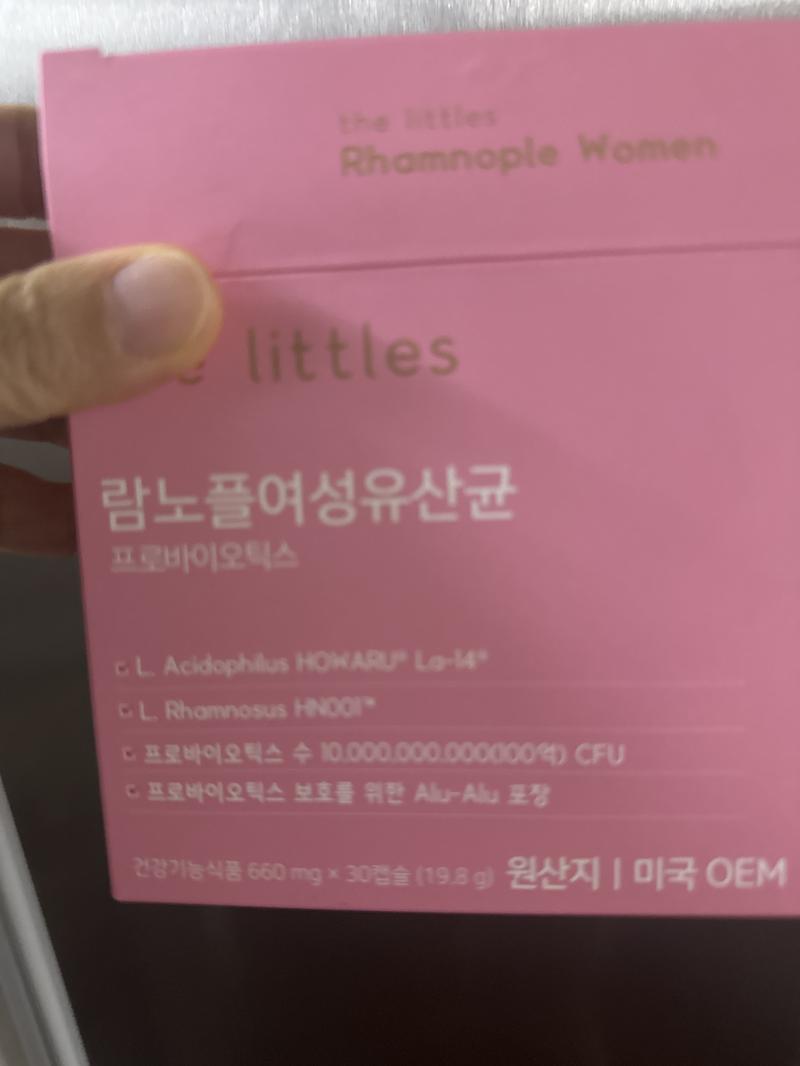 the littles
Rhamnople Women
littles
람노플여성유산균
프로바이오틱스
L. Acidophilus HOWARU® La-14®
L. Rhamnosus HN001™
프로바이오틱스 수 10,000,000,000(100억) CFU
프로바이오틱스 보호를 위한 Alu-Alu 포장
건강기능식품 660 mg × 30캡슐 (19.8 g) 원산지 | 미국 OEM